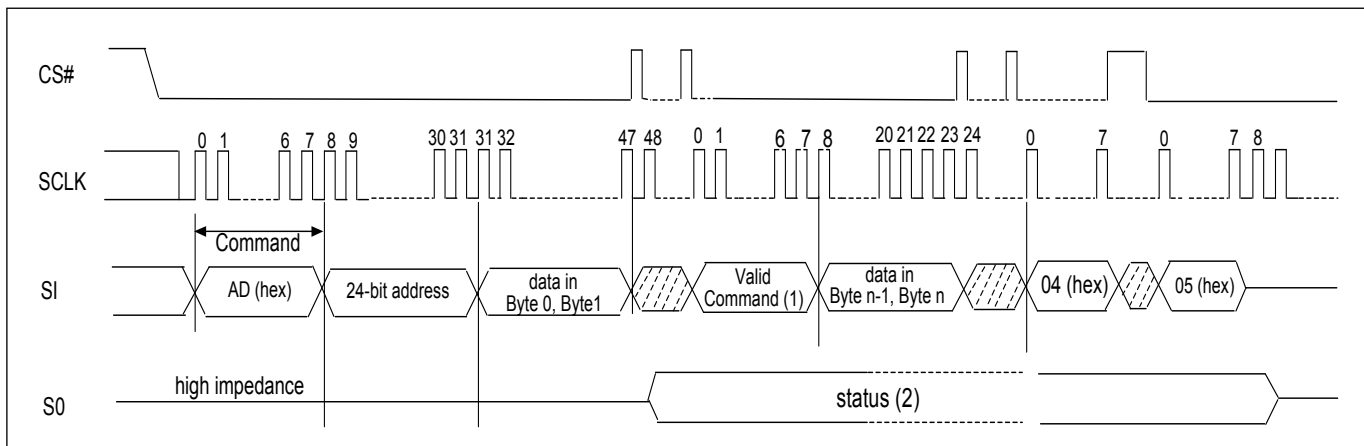 CS#
0 1 6 7 8 9 30 31 31 32 47 48 0 1 6 7 8 20 21 22 23 24 0 7 0 7 8
SCLK
Command
SI
AD (hex)
24-bit address
data in
Byte 0, Byte1
Valid
Command (1)
data in
Byte n-1, Byte n
04 (hex)
05 (hex)
high impedance
S0
status (2)